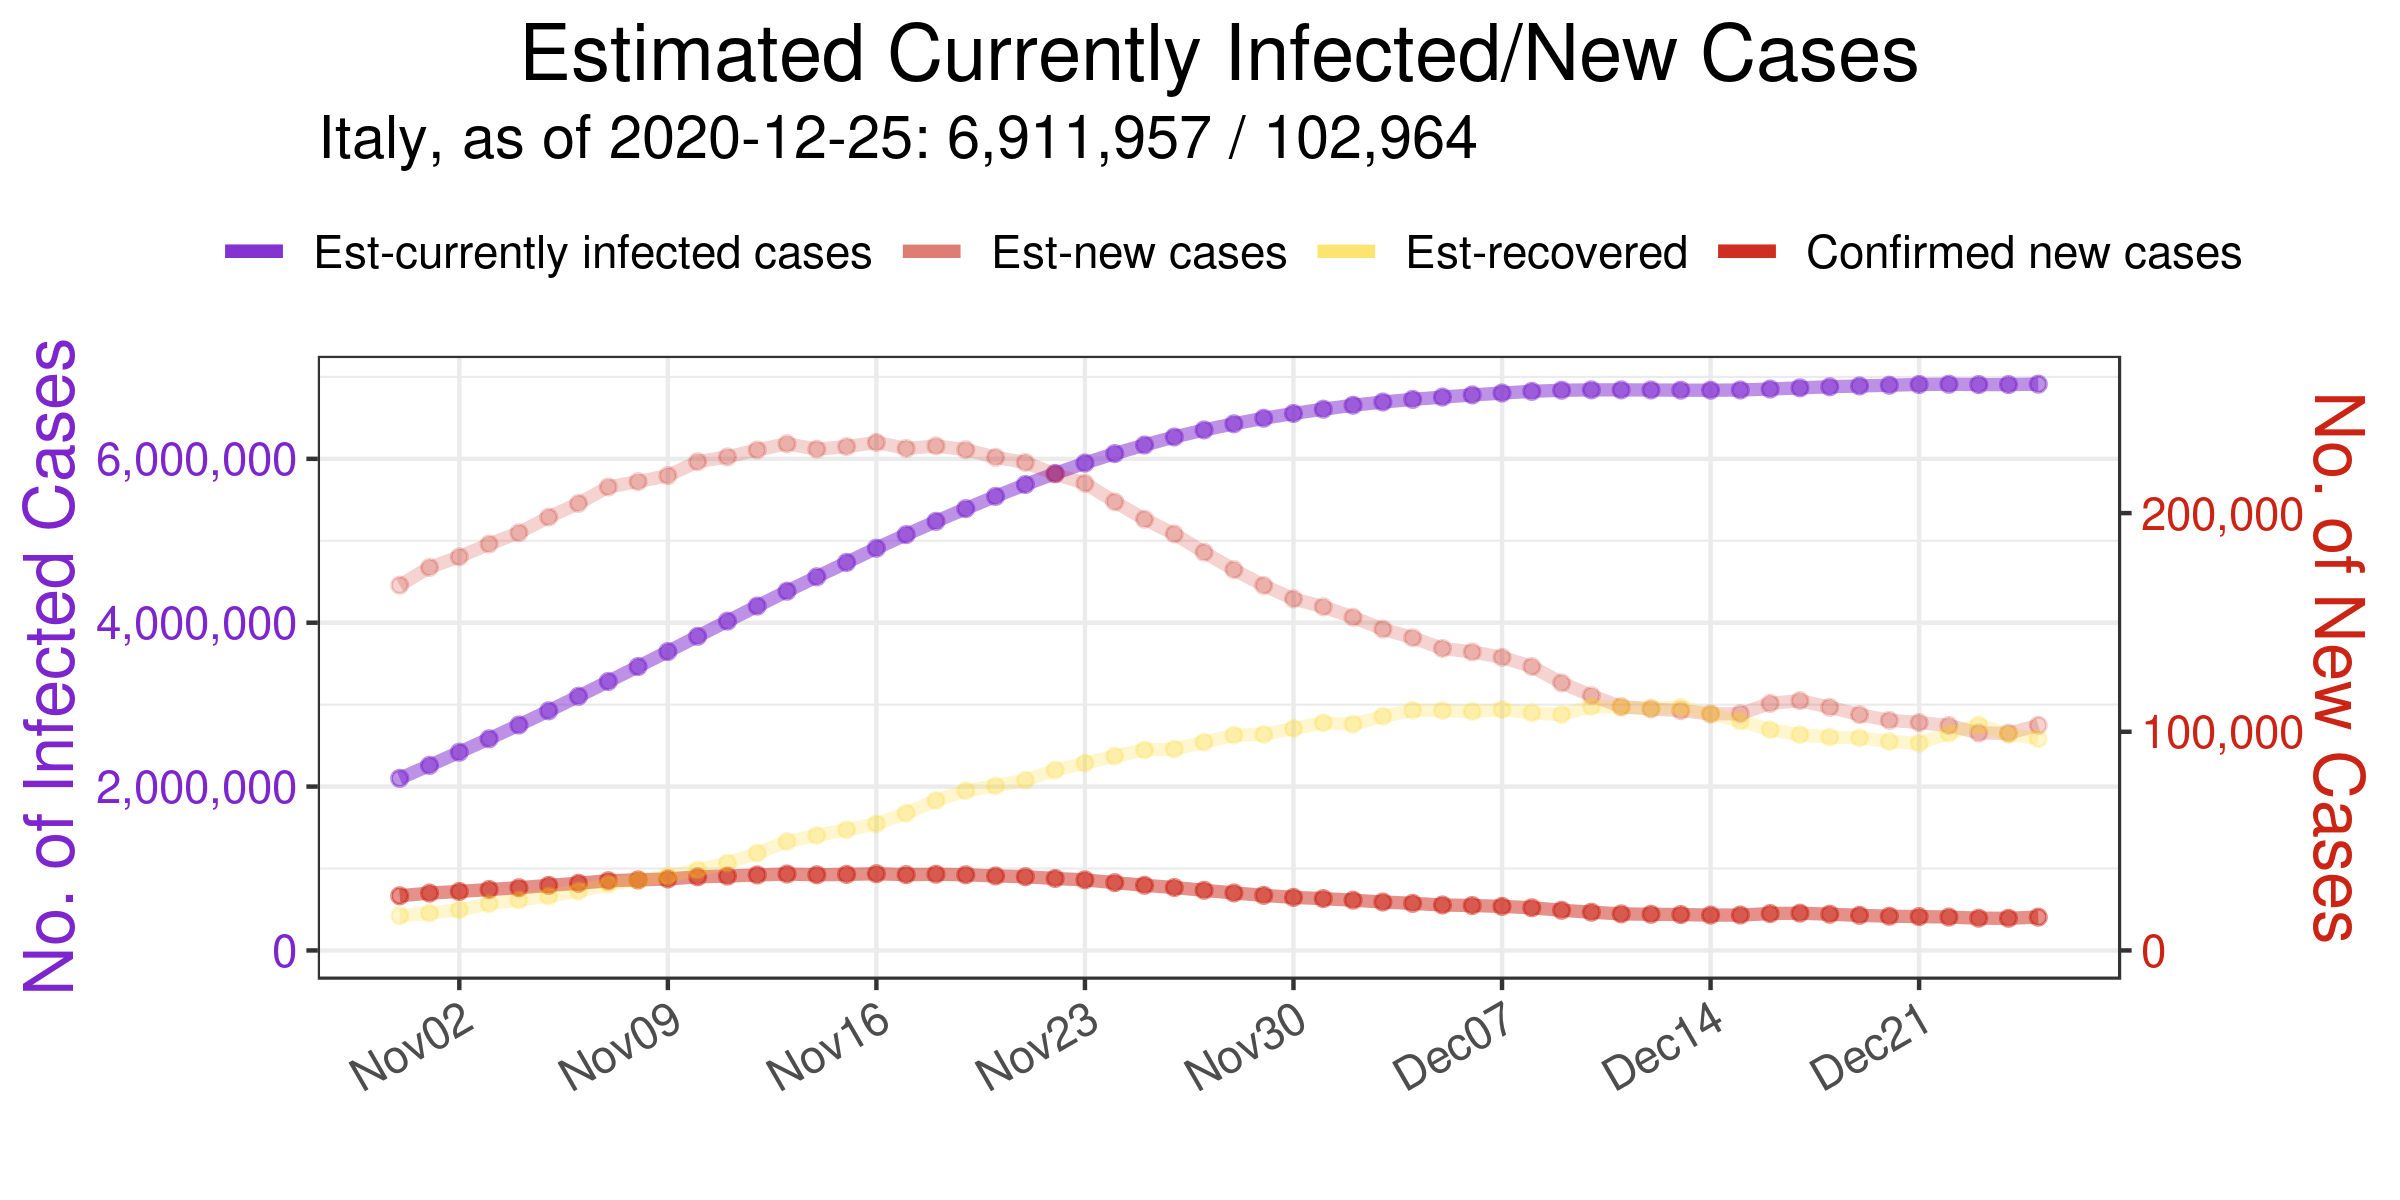 Estimated Currently Infected/New Cases
Italy, as of 2020-12-25: 6,911,957 / 102,964
Est-currently infected cases Est-new cases Est-recovered Confirmed new cases
No. of Infected Cases
6,000,000
4,000,000
2,000,000
0
200,000
100,000
0
No. of New Cases
Nov02 Nov09 Nov16 Nov23 Nov30 Dec07 Dec14 Dec21